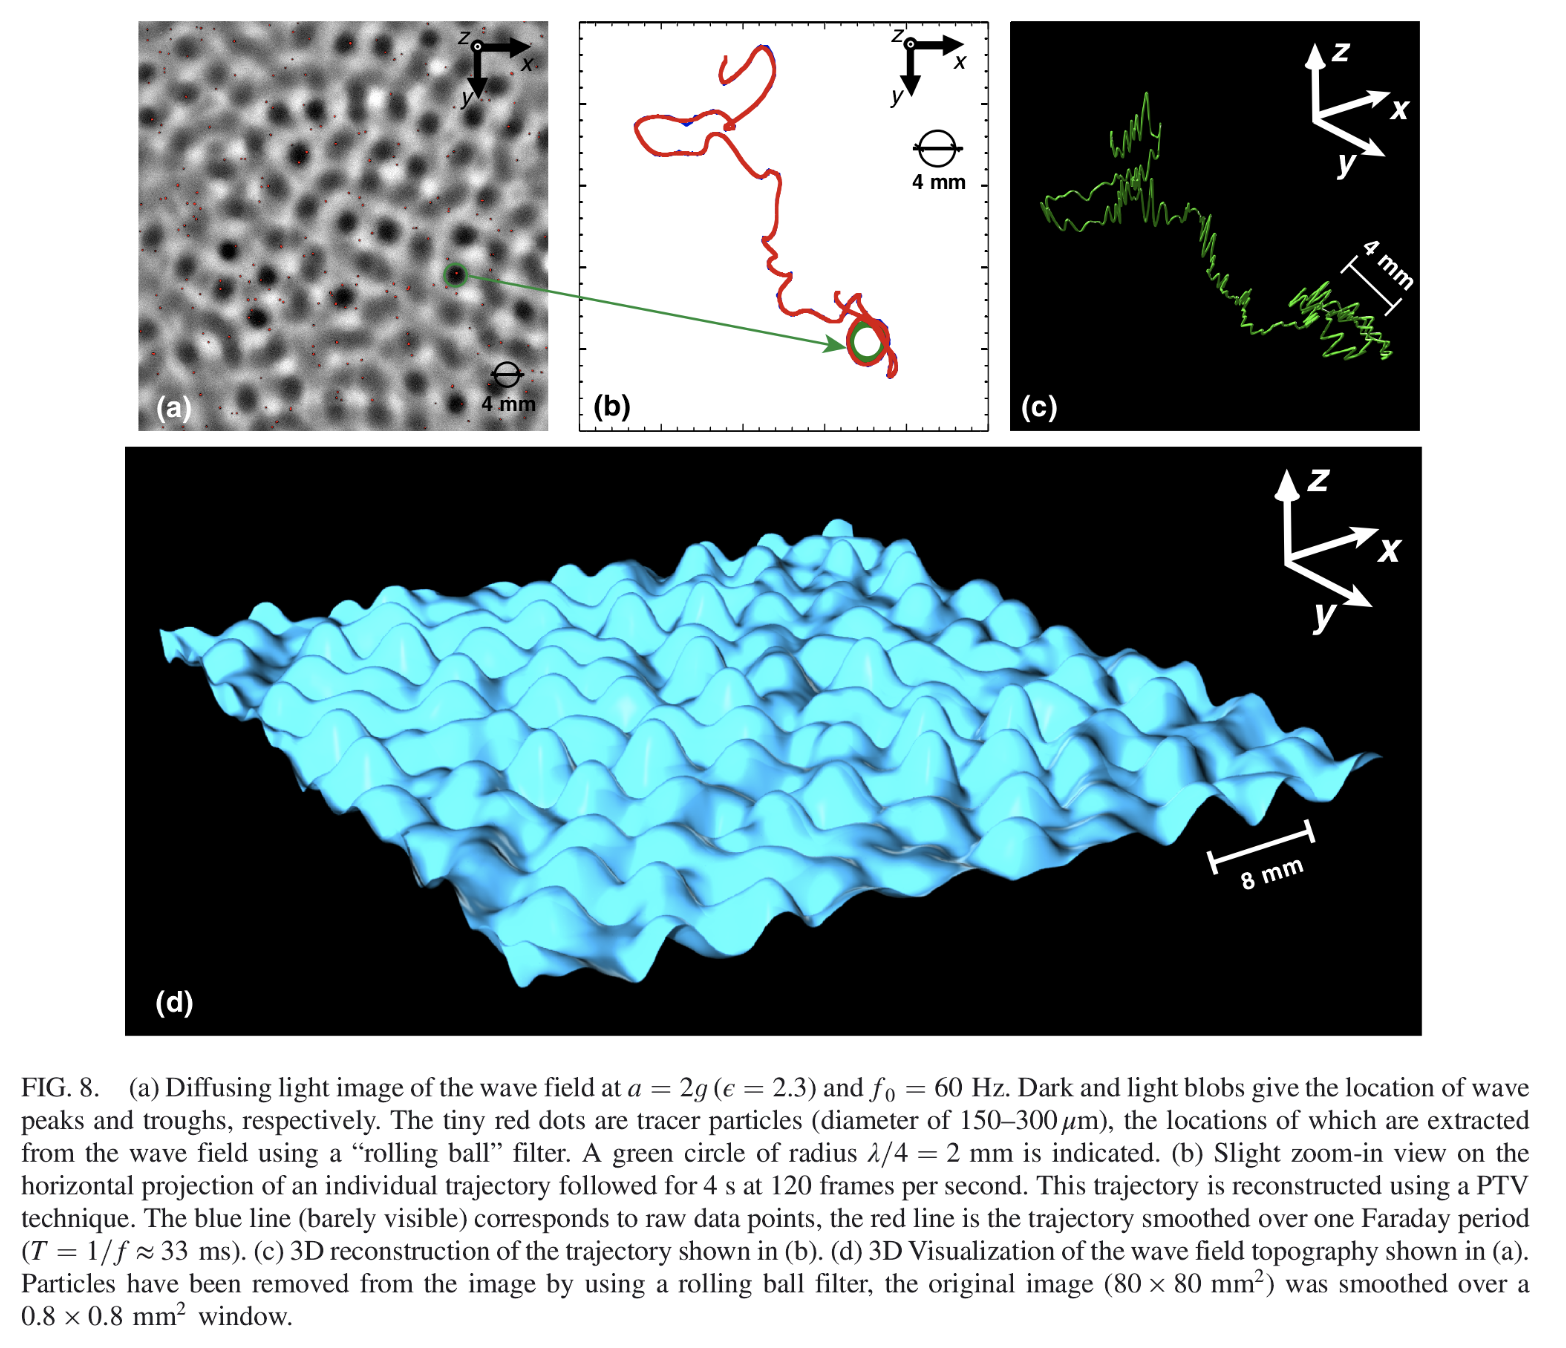 z
x
y
4 mm
(a)
z
x
y
4 mm
(b)
z
x
y
4 mm
(c)
z
x
y
8 mm
(d)
FIG. 8. (a) Diffusing light image of the wave field at a = 2g (ϵ = 2.3) and f₀ = 60 Hz. Dark and light blobs give the location of wave
peaks and troughs, respectively. The tiny red dots are tracer particles (diameter of 150–300 μm), the locations of which are extracted
from the wave field using a “rolling ball” filter. A green circle of radius λ/4 = 2 mm is indicated. (b) Slight zoom-in view on the
horizontal projection of an individual trajectory followed for 4 s at 120 frames per second. This trajectory is reconstructed using a PTV
technique. The blue line (barely visible) corresponds to raw data points, the red line is the trajectory smoothed over one Faraday period
(T = 1/f ≈ 33 ms). (c) 3D reconstruction of the trajectory shown in (b). (d) 3D Visualization of the wave field topography shown in (a).
Particles have been removed from the image by using a rolling ball filter, the original image (80 × 80 mm²) was smoothed over a
0.8 × 0.8 mm² window.